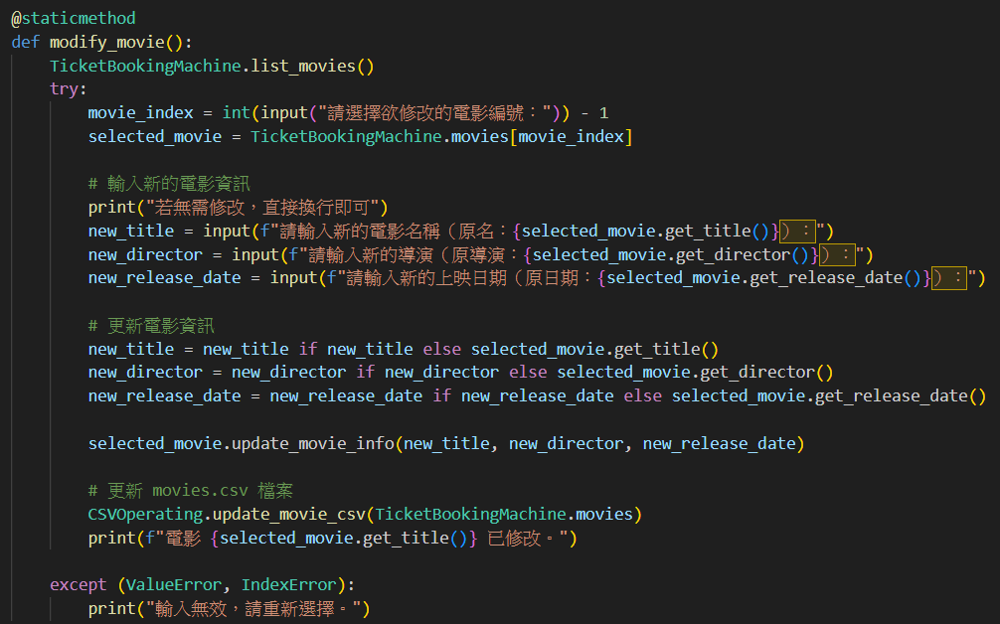 @staticmethod
def modify_movie():
    TicketBookingMachine.list_movies()
    try:
        movie_index = int(input("請選擇欲修改的電影編號：")) - 1
        selected_movie = TicketBookingMachine.movies[movie_index]

        # 輸入新的電影資訊
        print("若無需修改，直接換行即可")
        new_title = input(f"請輸入新的電影名稱（原名：{selected_movie.get_title()}）：")
        new_director = input(f"請輸入新的導演（原導演：{selected_movie.get_director()}）：")
        new_release_date = input(f"請輸入新的上映日期（原日期：{selected_movie.get_release_date()}）：")

        # 更新電影資訊
        new_title = new_title if new_title else selected_movie.get_title()
        new_director = new_director if new_director else selected_movie.get_director()
        new_release_date = new_release_date if new_release_date else selected_movie.get_release_date()

        selected_movie.update_movie_info(new_title, new_director, new_release_date)

        # 更新 movies.csv 檔案
        CSVOperating.update_movie_csv(TicketBookingMachine.movies)
        print(f"電影 {selected_movie.get_title()} 已修改。")

    except (ValueError, IndexError):
        print("輸入無效，請重新選擇。")